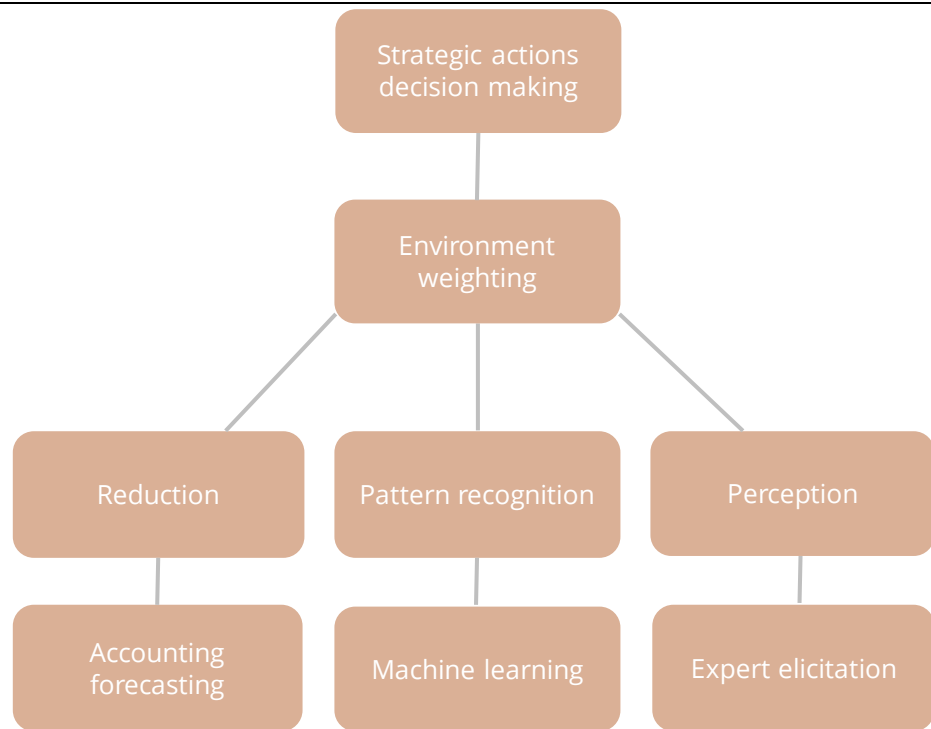 Strategic actions
decision making
Environment
weighting
Reduction
Pattern recognition
Perception
Accounting
forecasting
Machine learning
Expert elicitation